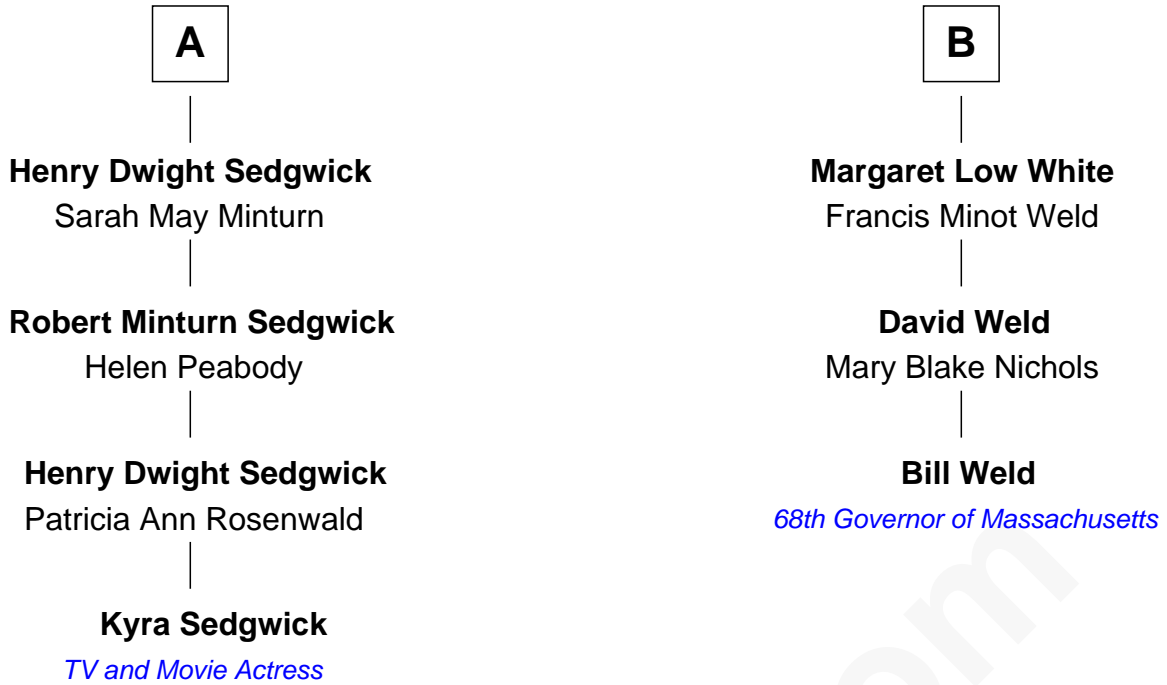 A
Henry Dwight Sedgwick
Sarah May Minturn
Robert Minturn Sedgwick
Helen Peabody
Henry Dwight Sedgwick
Patricia Ann Rosenwald
Kyra Sedgwick
TV and Movie Actress
B
Margaret Low White
Francis Minot Weld
David Weld
Mary Blake Nichols
Bill Weld
68th Governor of Massachusetts
om